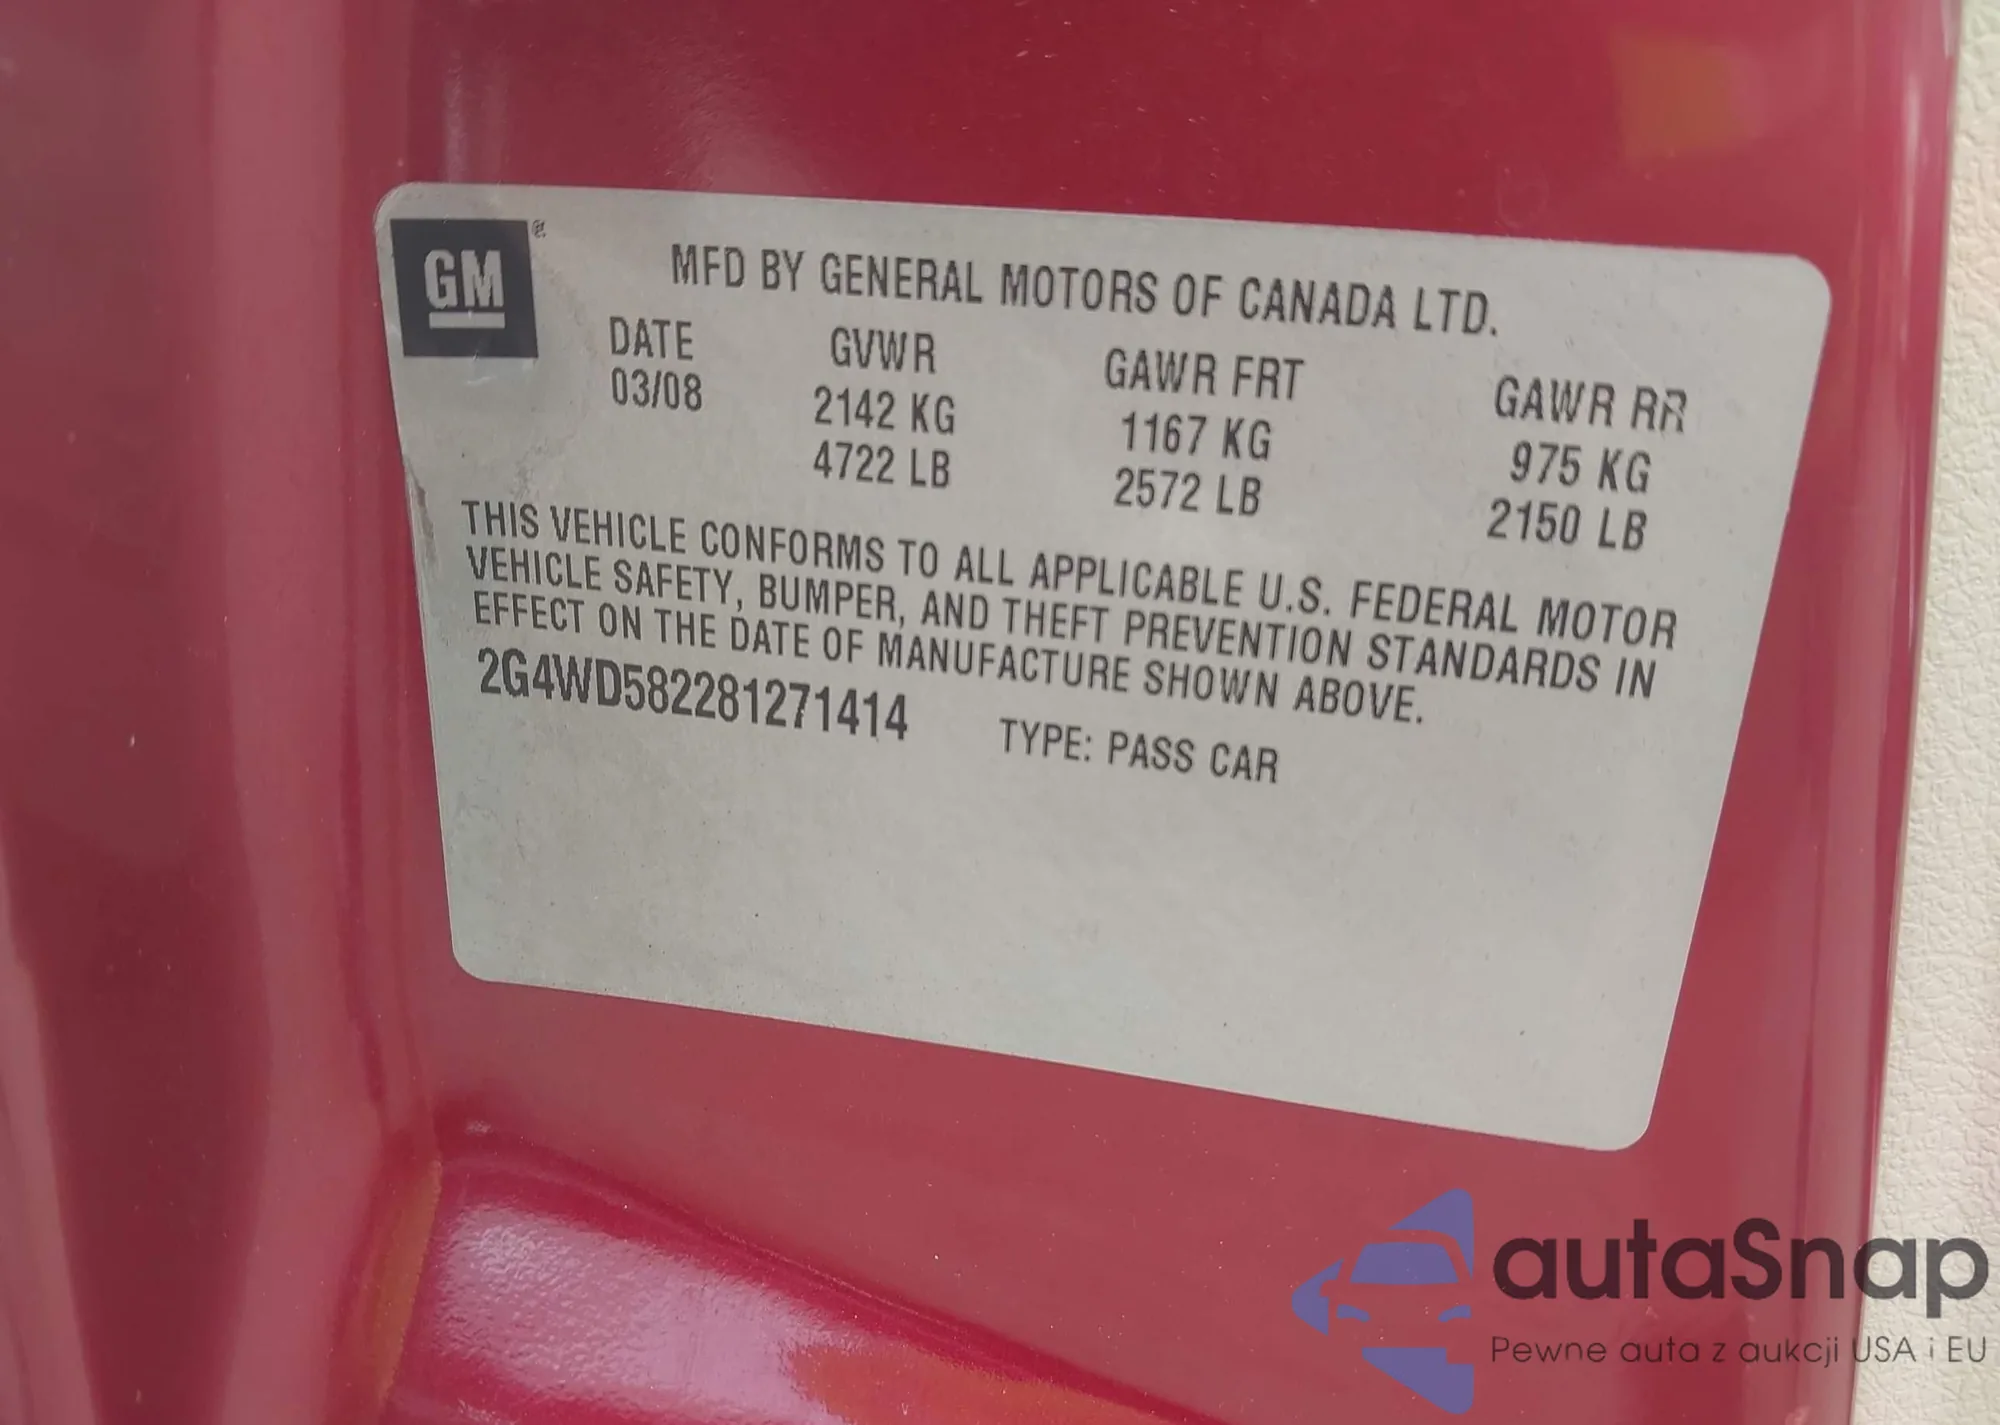 GM
MFD BY GENERAL MOTORS OF CANADA LTD.
DATE GVWR GAWR FRT GAWR RR
03/08 2142 KG 1167 KG 975 KG
4722 LB 2572 LB 2150 LB
THIS VEHICLE CONFORMS TO ALL APPLICABLE U.S. FEDERAL MOTOR
VEHICLE SAFETY, BUMPER, AND THEFT PREVENTION STANDARDS IN
EFFECT ON THE DATE OF MANUFACTURE SHOWN ABOVE.
2G4WD582281271414 TYPE: PASS CAR
autaSnap
Pewne auta z aukcji USA i EU